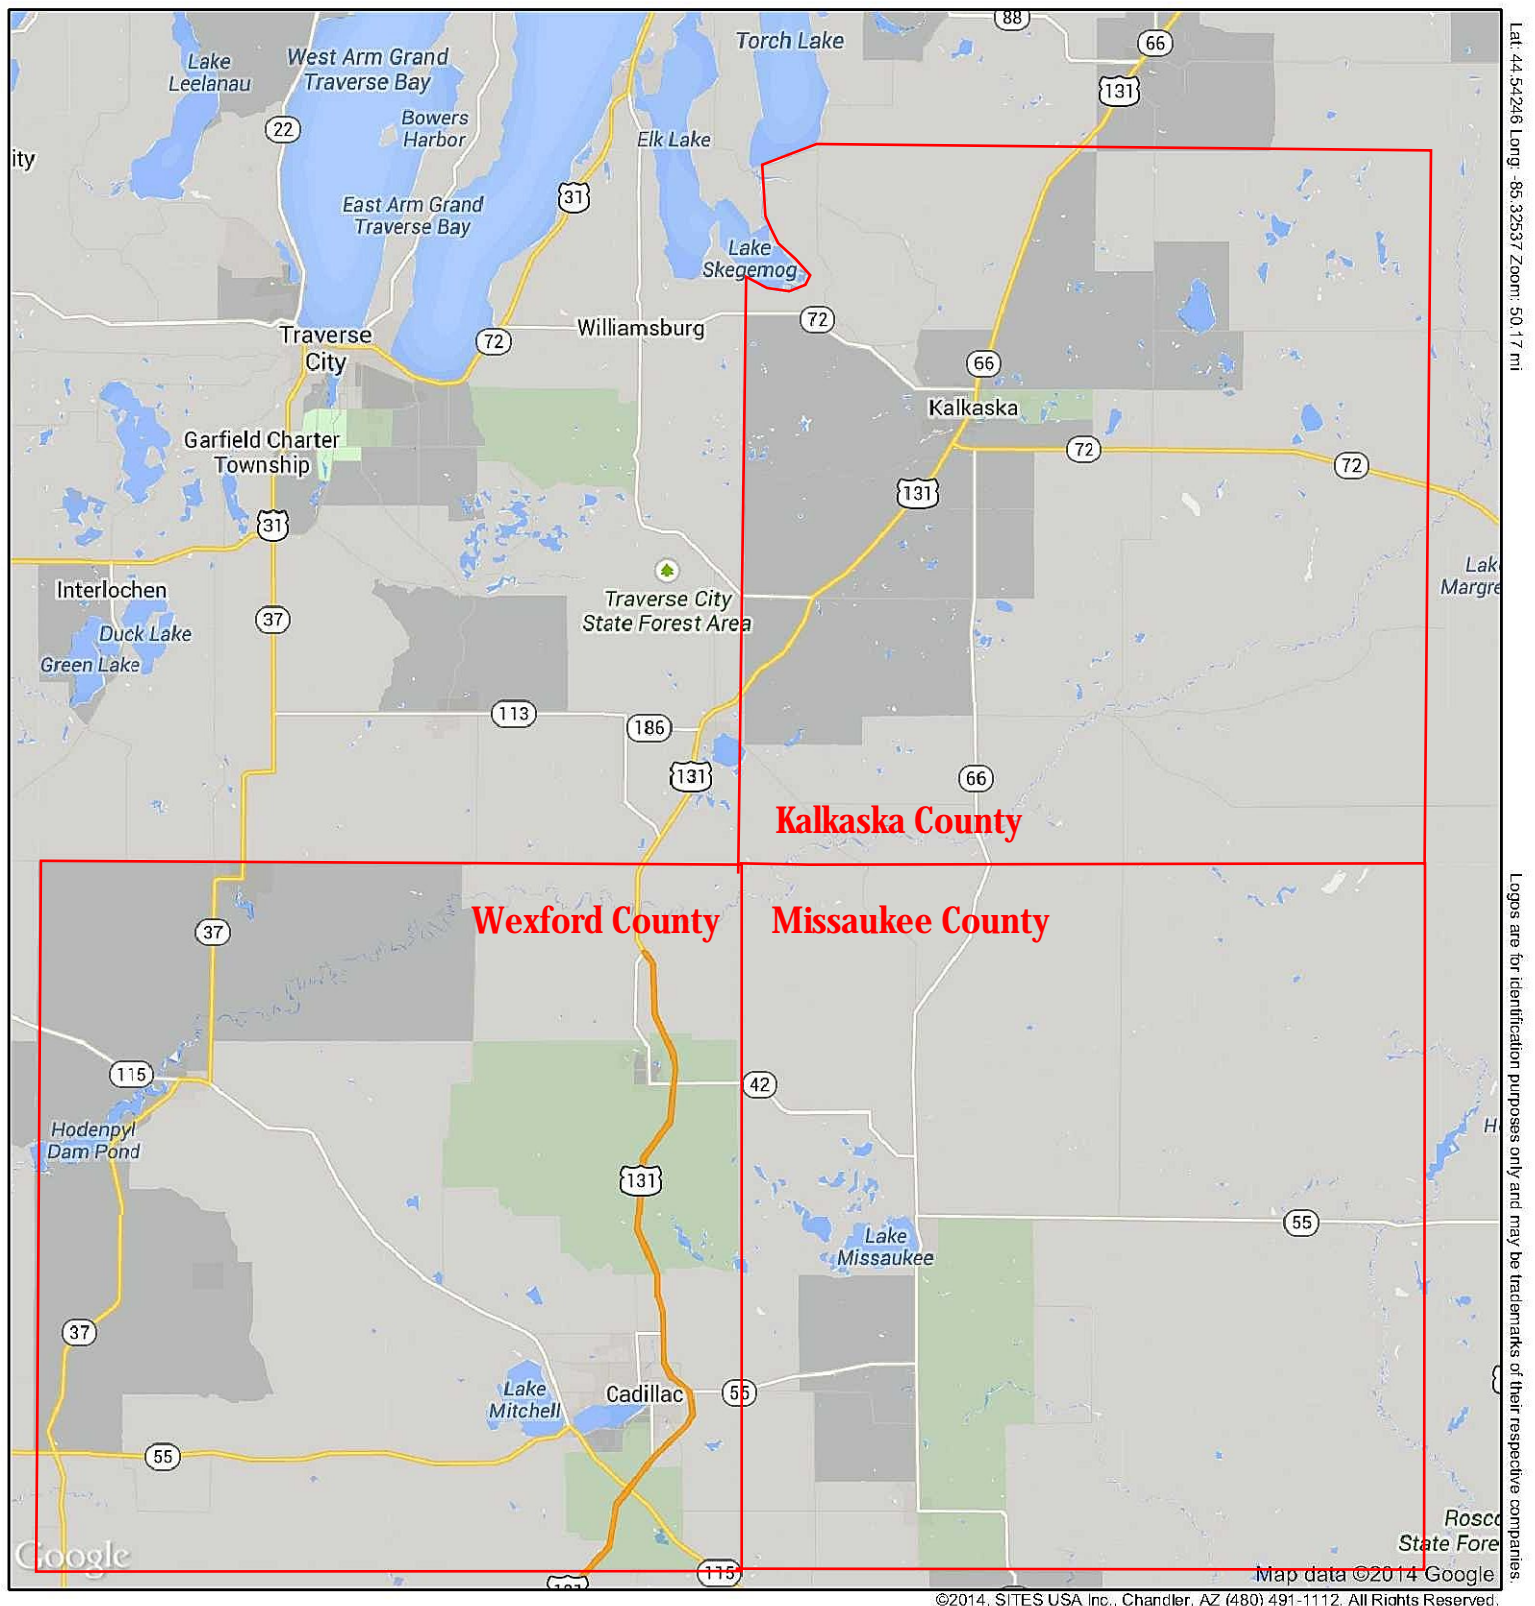 88
Torch Lake
66
West Arm Grand
Traverse Bay
Lake
Leelanau
131
Bowers
Harbor
22
Elk Lake
ity
31
East Arm Grand
Traverse Bay
Lake
Skegemog
72
Williamsburg
Traverse
City
72
66
Kalkaska
Garfield Charter
Township
72
72
131
31
Interlochen
Traverse City
State Forest Area
Lak
Margre
37
Duck Lake
Green Lake
113
186
131
66
Kalkaska County
Wexford County
Missaukee County
37
115
42
Hodenpyl
Dam Pond
H
131
55
Lake
Missaukee
37
Lake
Mitchell
Cadillac
55
55
Rosco
State Fore
Google
115
131
Map data ©2014 Google
©2014, SITES USA Inc., Chandler, AZ (480) 491-1112. All Rights Reserved.
Lat: 44.54246 Long: -85.32537 Zoom: 50.17 mi
Logos are for identification purposes only and may be trademarks of their respective companies.